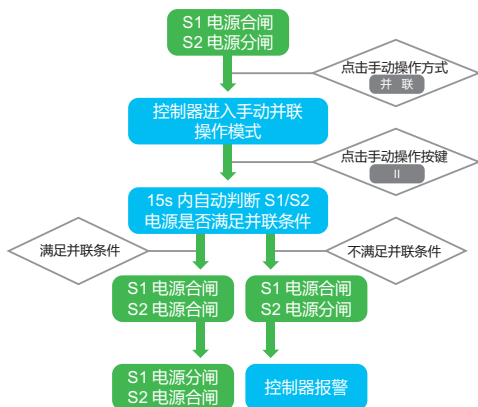 S1 电源合闸
S2 电源分闸
点击手动操作方式
并 联
控制器进入手动并联
操作模式
点击手动操作按键
II
15s 内自动判断 S1/S2
电源是否满足并联条件
满足并联条件
不满足并联条件
S1 电源合闸
S2 电源合闸
S1 电源合闸
S2 电源分闸
S1 电源分闸
S2 电源合闸
控制器报警